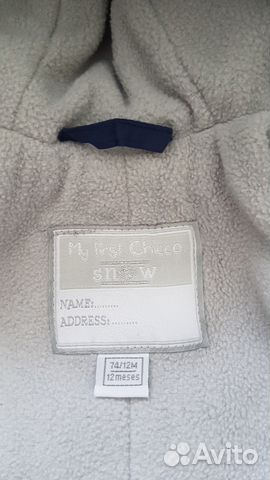 My first Chicco
snow
NAME:.........
ADDRESS:.........
74/12M
12meses
Avito